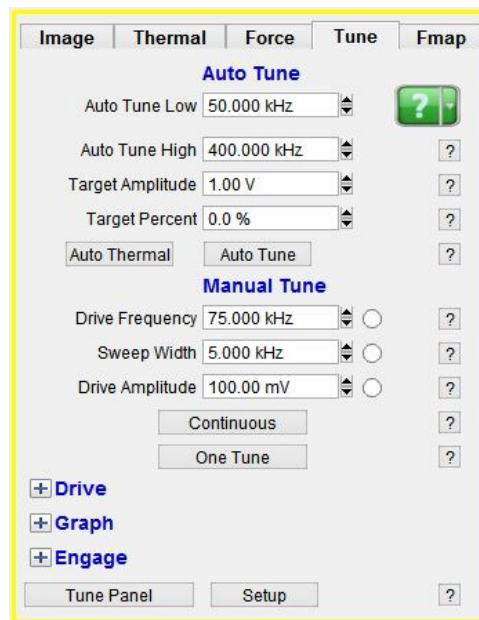 Image Thermal Force Tune Fmap
Auto Tune
Auto Tune Low 50.000 kHz ?
Auto Tune High 400.000 kHz ?
Target Amplitude 1.00 V ?
Target Percent 0.0 % ?
Auto Thermal Auto Tune ?
Manual Tune
Drive Frequency 75.000 kHz ?
Sweep Width 5.000 kHz ?
Drive Amplitude 100.00 mV ?
Continuous ?
One Tune ?
+ Drive
+ Graph
+ Engage
Tune Panel Setup ?